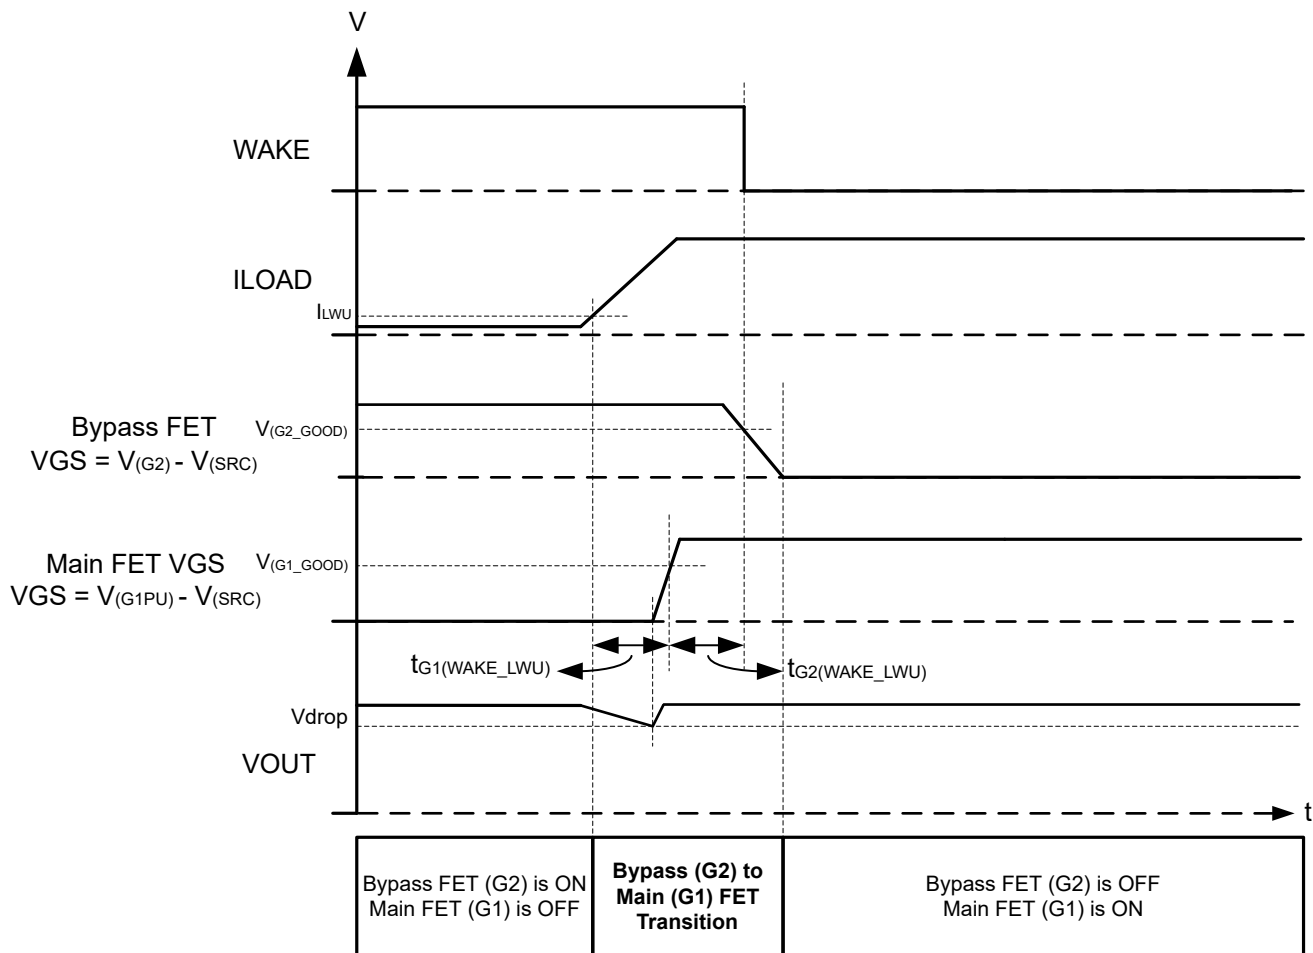 V
WAKE
ILOAD
ILWU
Bypass FET
VGS = V(G2) - V(SRC)
V(G2_GOOD)
Main FET VGS
VGS = V(G1PU) - V(SRC)
V(G1_GOOD)
tG1(WAKE_LWU)
tG2(WAKE_LWU)
Vdrop
VOUT
t
Bypass FET (G2) is ON
Main FET (G1) is OFF
Bypass (G2) to
Main (G1) FET
Transition
Bypass FET (G2) is OFF
Main FET (G1) is ON